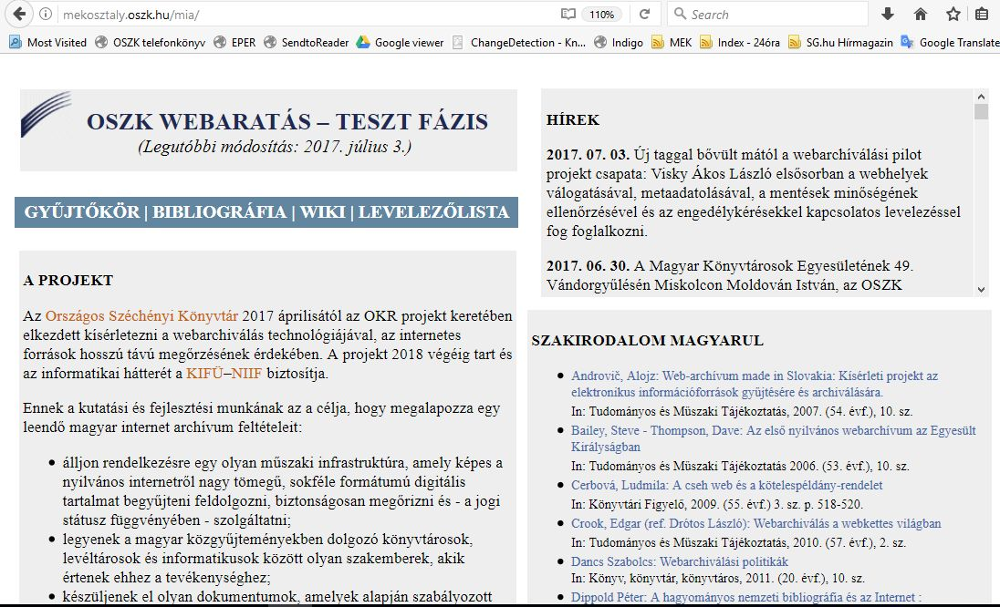 mekosztaly.oszk.hu/mia/
110%
Search
Most Visited
OSZK telefonkönyv
EPER
SendtoReader
Google viewer
ChangeDetection - Kn...
Indigo
MEK
Index - 24óra
SG.hu Hírmagazin
Google Translate
OSZK WEBARATÁS – TESZT FÁZIS
(Legutóbbi módosítás: 2017. július 3.)
GYŰJTŐKÖR | BIBLIOGRÁFIA | WIKI | LEVELEZŐLISTA
A PROJEKT
Az Országos Széchényi Könyvtár 2017 áprilisától az OKR projekt keretében
elkezdett kísérletezni a webarchiválás technológiájával, az internetes
források hosszú távú megőrzésének érdekében. A projekt 2018 végéig tart és
az informatikai hátterét a KIFÜ–NIIF biztosítja.
Ennek a kutatási és fejlesztési munkának az a célja, hogy megalapozza egy
leendő magyar internet archívum feltételeit:
• álljon rendelkezésre egy olyan műszaki infrastruktúra, amely képes a
nyilvános internetről nagy tömegű, sokféle formátumú digitális
tartalmat begyűjteni feldolgozni, biztonságosan megőrizni és - a jogi
státusz függvényében - szolgáltatni;
• legyenek a magyar közgyűjteményekben dolgozó könyvtárosok,
levéltárosok és informatikusok között olyan szakemberek, akik
értenek ehhez a tevékenységhez;
• készüljenek el olyan dokumentumok, amelyek alapján szabályozott
HÍREK
2017. 07. 03. Új taggal bővült mától a webarchíválási pilot
projekt csapata: Visky Ákos László elsősorban a webhelyek
válogatásával, metaadatolásával, a mentések minőségének
ellenőrzésével és az engedélykérésekkel kapcsolatos levelezéssel
fog foglalkozni.
2017. 06. 30. A Magyar Könyvtárosok Egyesületének 49.
Vándorgyűlésén Miskolcon Moldován István, az OSZK
SZAKIRODALOM MAGYARUL
• Androvič, Alojz: Web-archívum made in Slovakia: Kísérleti projekt az
elektronikus információforrások gyűjtésére és archiválására.
In: Tudományos és Műszaki Tájékoztatás, 2007. (54. évf.), 10. sz.
• Bailey, Steve - Thompson, Dave: Az első nyilvános webarchívum az Egyesült
Királyságban
In: Tudományos és Műszaki Tájékoztatás 2006. (53. évf.), 10. sz.
• Cerbová, Ludmila: A cseh web és a kötelespéldány-rendelet
In: Könyvtári Figyelő, 2009. (55. évf.) 3. sz. p. 518-520.
• Crook, Edgar (ref. Drótos László): Webarchiválás a webkettes világban
In: Tudományos és Műszaki Tájékoztatás, 2010. (57. évf.), 2. sz.
• Dancs Szabolcs: Webarchiválási politikák
In: Könyv, könyvtár, könyvtáros, 2011. (20. évf.), 10. sz.
• Dippold Péter: A hagyományos nemzeti bibliográfia és az Internet :